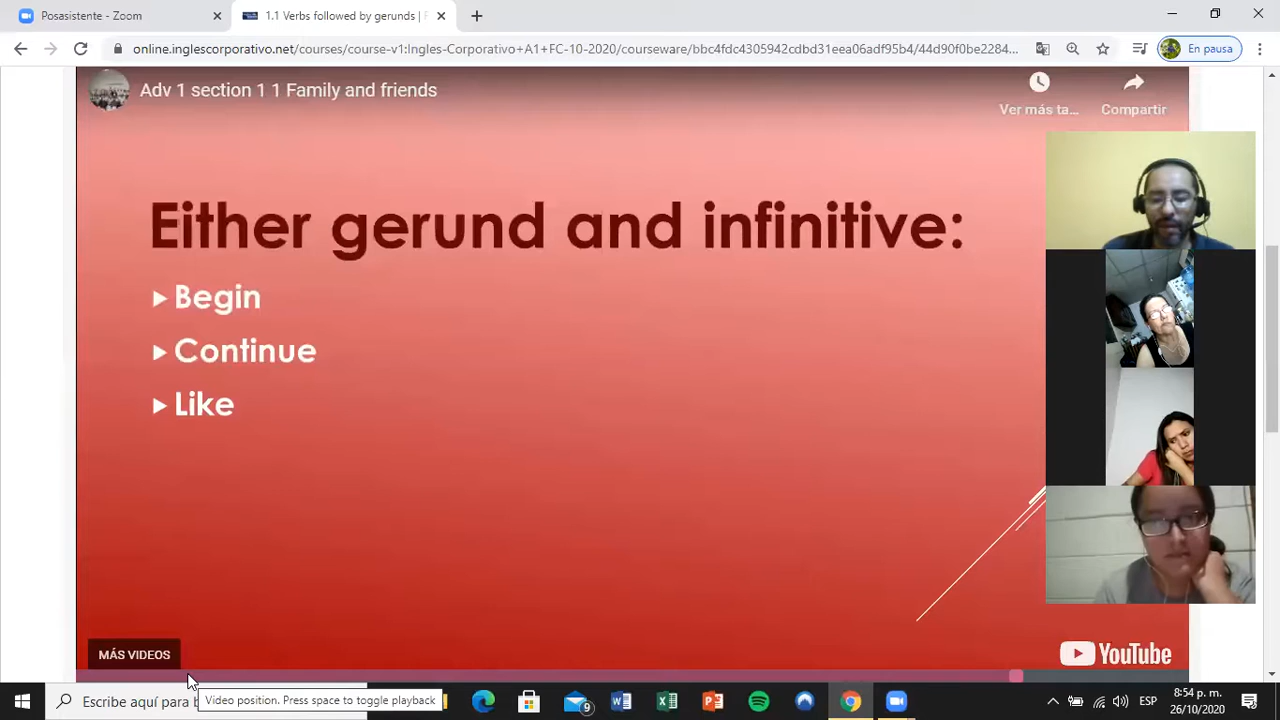 Posasistente - Zoom
1.1 Verbs followed by gerunds |
online.inglescorporativo.net/courses/course-v1:Ingles-Corporativo+A1+FC-10-2020/courseware/bbc4fdc4305942cdbd31eea06adf9534/44d90f0be2284...
En pausa
Adv 1 section 1 1 Family and friends
Ver más ta...
Compartir
Either gerund and infinitive:
Begin
Continue
Like
MÁS VIDEOS
YouTube
Escribe aquí para b
Video position. Press space to toggle playback
9
ESP
8:54 p. m.
26/10/2020